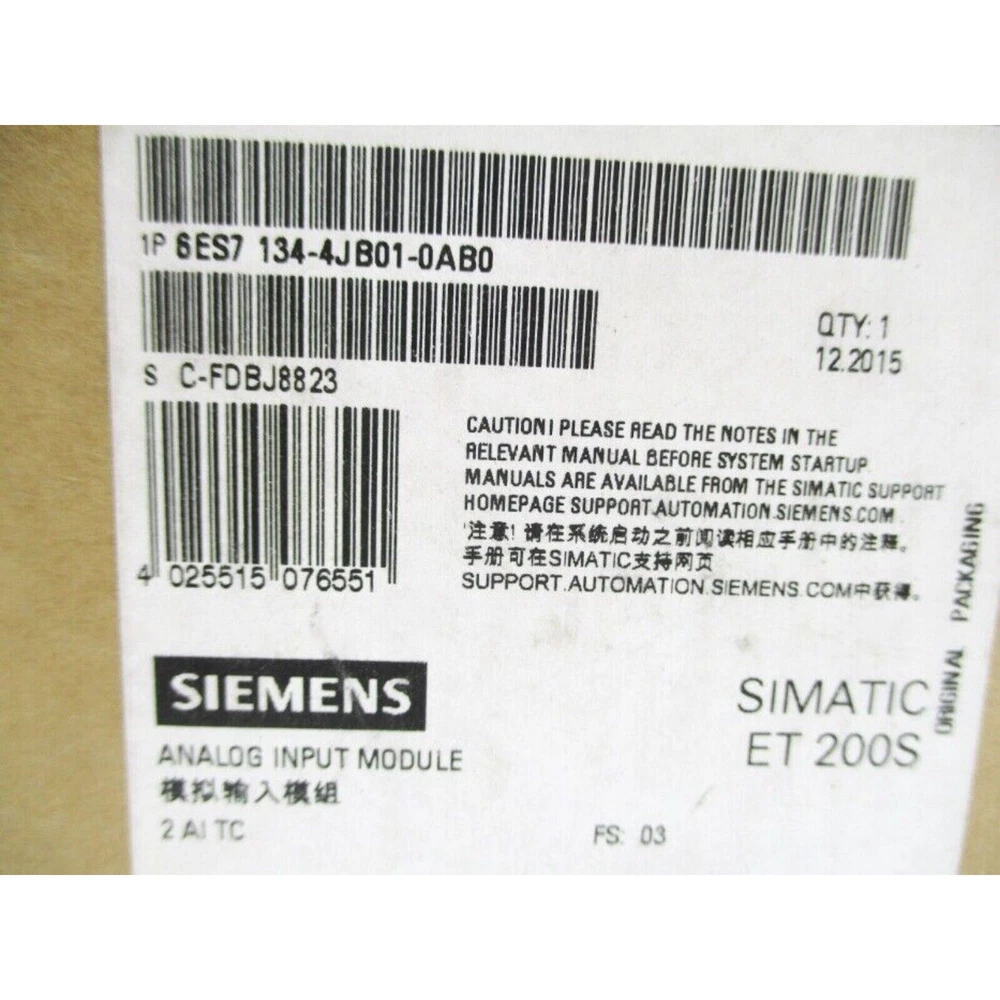 1P 6ES7 134-4JB01-0AB0
S C-FDBJ8823
QTY: 1
12.2015
4 025515 076551
CAUTION! PLEASE READ THE NOTES IN THE
RELEVANT MANUAL BEFORE SYSTEM STARTUP.
MANUALS ARE AVAILABLE FROM THE SIMATIC SUPPORT
HOMEPAGE SUPPORT.AUTOMATION.SIEMENS.COM.
注意! 请在系统启动之前阅读相应手册中的注释。
手册可在SIMATIC支持网页
SUPPORT.AUTOMATION.SIEMENS.COM中获得。
ORIGINAL PACKAGING
SIEMENS
SIMATIC
ET 200S
ANALOG INPUT MODULE
模拟输入模组
2 AI TC
FS: 03